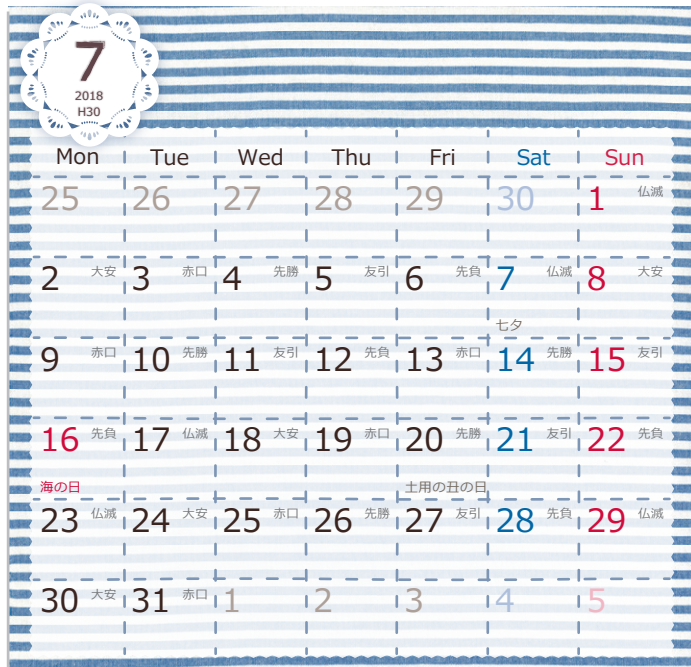 7
2018
H30
Mon Tue Wed Thu Fri Sat Sun
25 26 27 28 29 30 1 仏滅
2 大安 3 赤口 4 先勝 5 友引 6 先負 7 仏滅 8 大安
七夕
9 赤口 10 先勝 11 友引 12 先負 13 赤口 14 先勝 15 友引
16 先負 17 仏滅 18 大安 19 赤口 20 先勝 21 友引 22 先負
海の日 土用の丑の日
23 仏滅 24 大安 25 赤口 26 先勝 27 友引 28 先負 29 仏滅
30 大安 31 赤口 1 2 3 4 5